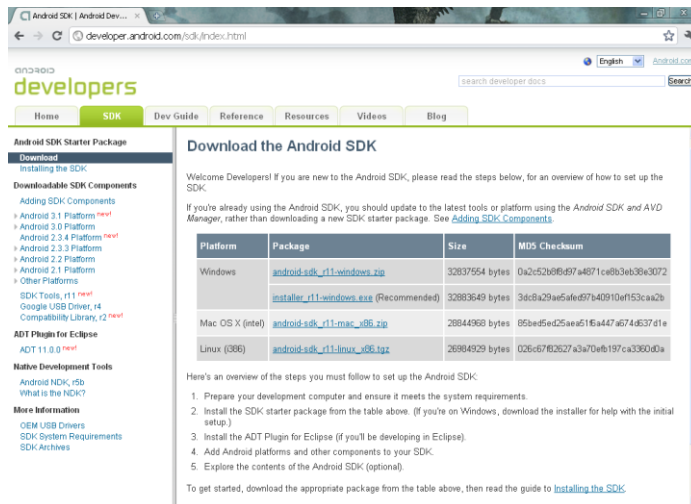 Android SDK | Android Dev...
developer.android.com/sdk/index.html
English
Android.com
android
developers
search developer docs
Search
Home
SDK
Dev Guide
Reference
Resources
Videos
Blog
Android SDK Starter Package
Download
Installing the SDK
Downloadable SDK Components
Adding SDK Components
Android 3.1 Platform new!
Android 3.0 Platform
Android 2.3.4 Platform new!
Android 2.3.3 Platform
Android 2.2 Platform
Android 2.1 Platform
Other Platforms
SDK Tools, r11 new!
Google USB Driver, r4
Compatibility Library, r2 new!
ADT Plugin for Eclipse
ADT 11.0.0 new!
Native Development Tools
Android NDK, r5b
What is the NDK?
More Information
OEM USB Drivers
SDK System Requirements
SDK Archives
Download the Android SDK
Welcome Developers! If you are new to the Android SDK, please read the steps below, for an overview of how to set up the
SDK.
If you're already using the Android SDK, you should update to the latest tools or platform using the Android SDK and AVD
Manager, rather than downloading a new SDK starter package. See Adding SDK Components.
Platform Package Size MD5 Checksum
Windows android-sdk_r11-windows.zip 32837554 bytes 0a2c52b8f8d97a4871ce8b3eb38e3072
installer_r11-windows.exe (Recommended) 32883649 bytes 3dc8a29ae5afed97b40910ef153caa2b
Mac OS X (intel) android-sdk_r11-mac_x86.zip 28844968 bytes 85bed5ed25aea51f6a447a674d637d1e
Linux (i386) android-sdk_r11-linux_x86.tgz 26984929 bytes 026c67f82627a3a70efb197ca3360d0a
Here's an overview of the steps you must follow to set up the Android SDK:
1. Prepare your development computer and ensure it meets the system requirements.
2. Install the SDK starter package from the table above. (If you're on Windows, download the installer for help with the initial
setup.)
3. Install the ADT Plugin for Eclipse (if you'll be developing in Eclipse).
4. Add Android platforms and other components to your SDK.
5. Explore the contents of the Android SDK (optional).
To get started, download the appropriate package from the table above, then read the guide to Installing the SDK.